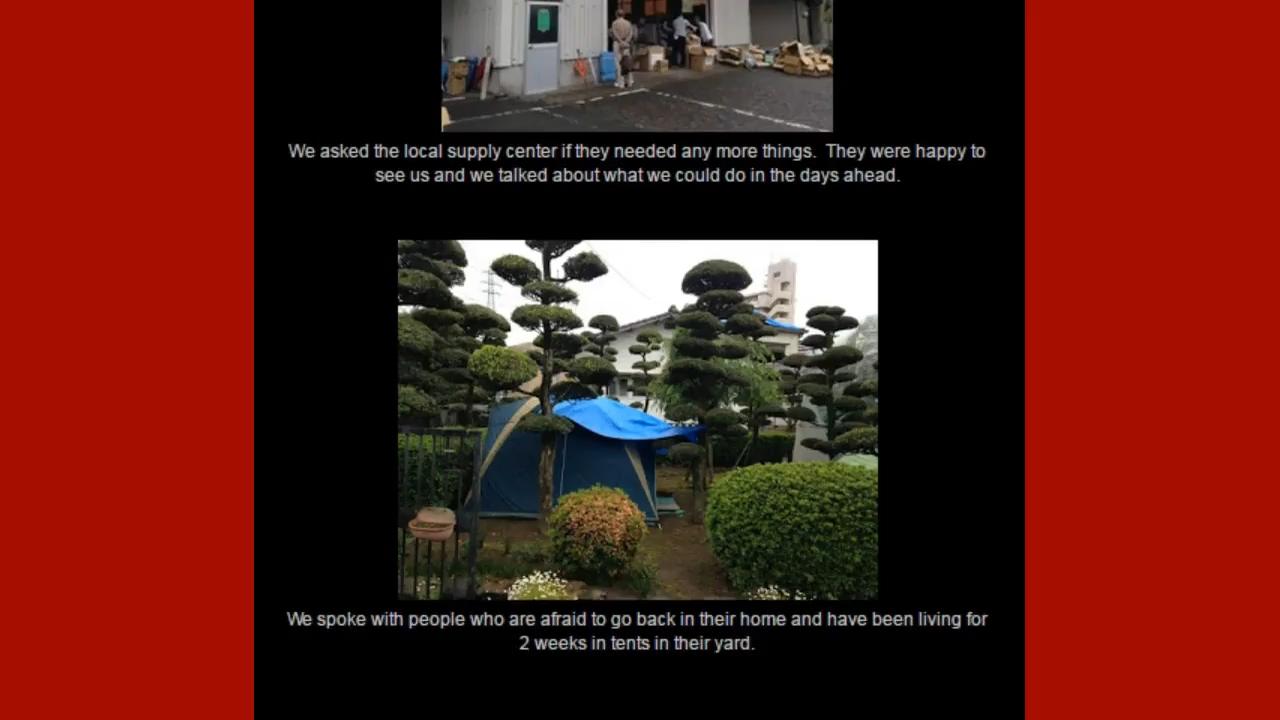 We asked the local supply center if they needed any more things.  They were happy to
see us and we talked about what we could do in the days ahead.
We spoke with people who are afraid to go back in their home and have been living for
2 weeks in tents in their yard.